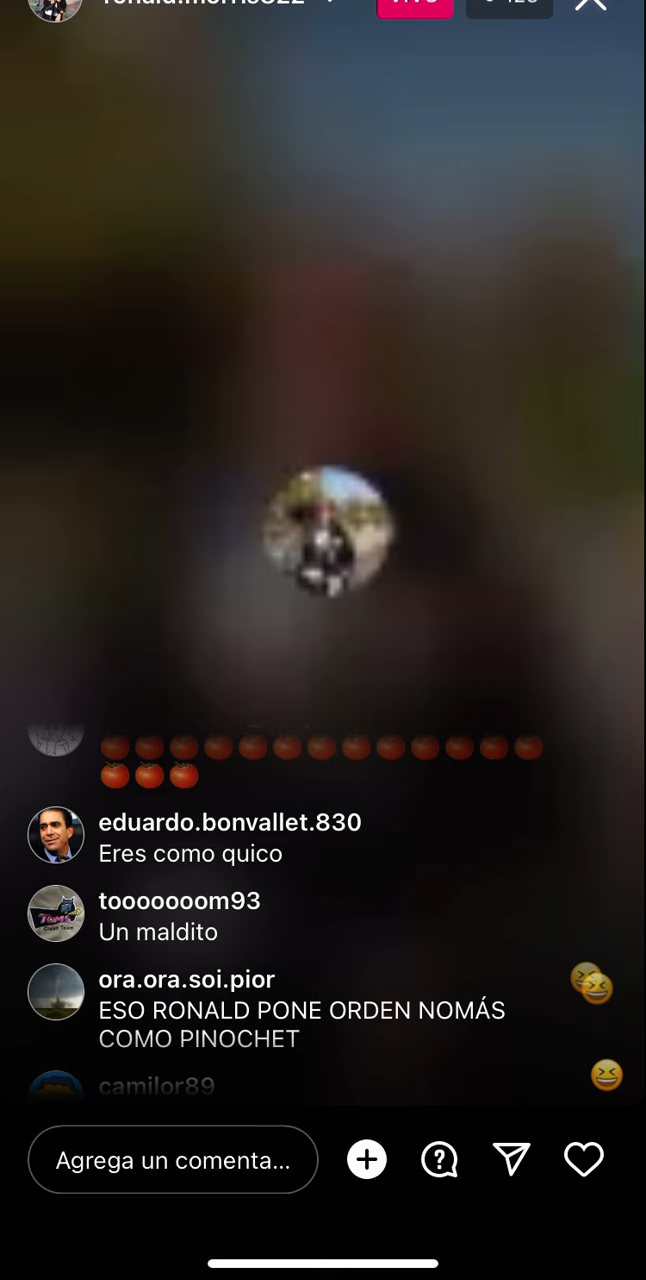 🍅🍅🍅🍅🍅🍅🍅🍅🍅🍅🍅🍅🍅
🍅🍅🍅
eduardo.bonvallet.830
Eres como quico
tooooooom93
Un maldito
ora.ora.soi.pior
ESO RONALD PONE ORDEN NOMÁS
COMO PINOCHET
camilor89
Agrega un comenta...